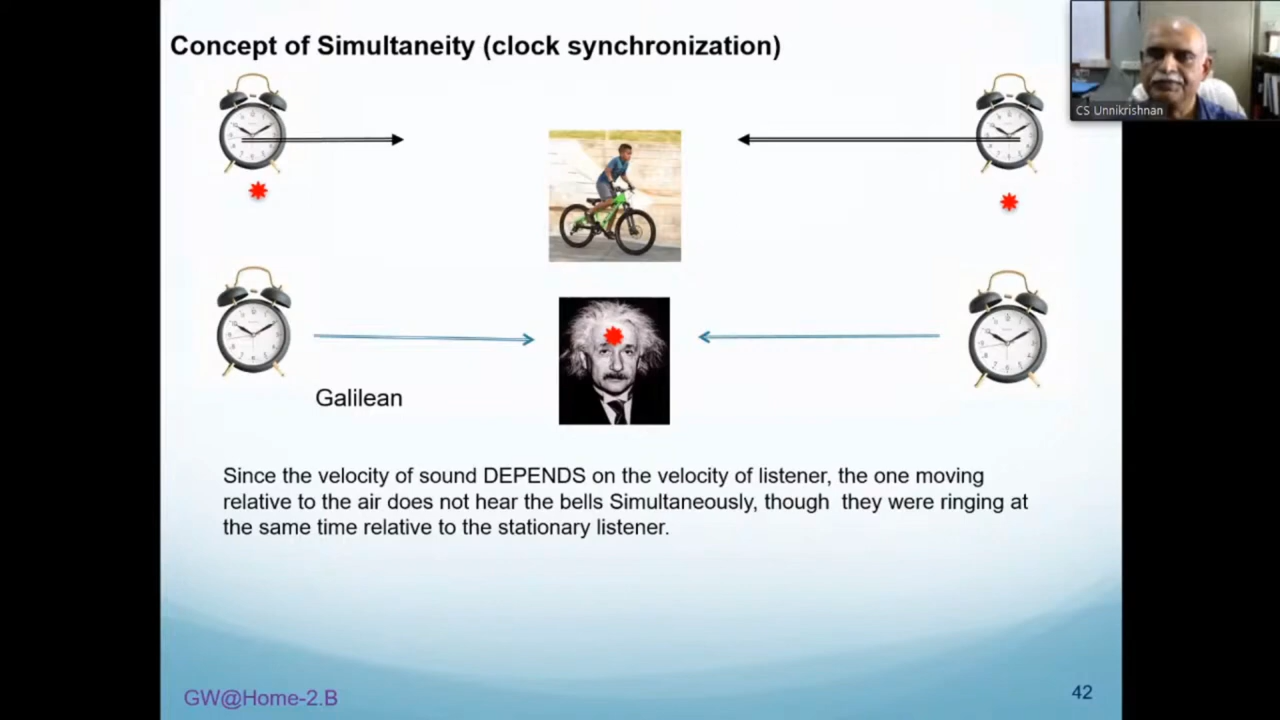 Concept of Simultaneity (clock synchronization)
CS Unnikrishnan
Galilean
Since the velocity of sound DEPENDS on the velocity of listener, the one moving
relative to the air does not hear the bells Simultaneously, though they were ringing at
the same time relative to the stationary listener.
GW@Home-2.B
42